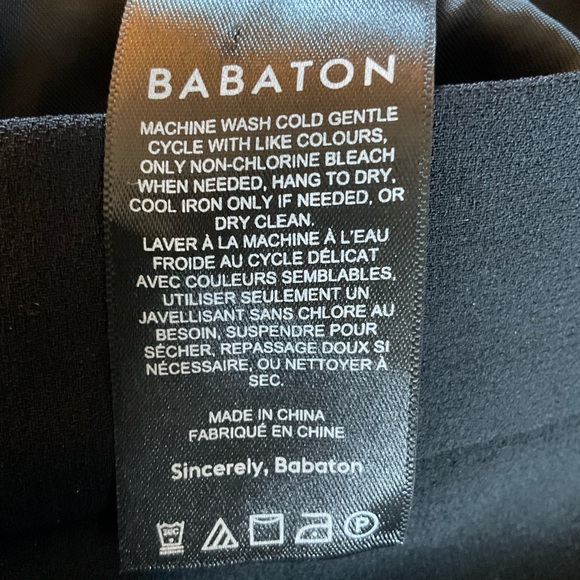 BABATON
MACHINE WASH COLD GENTLE
CYCLE WITH LIKE COLOURS,
ONLY NON-CHLORINE BLEACH
WHEN NEEDED, HANG TO DRY,
COOL IRON ONLY IF NEEDED, OR
DRY CLEAN.
LAVER À LA MACHINE À L'EAU
FROIDE AU CYCLE DÉLICAT
AVEC COULEURS SEMBLABLES,
UTILISER SEULEMENT UN
JAVELLISANT SANS CHLORE AU
BESOIN, SUSPENDRE POUR
SÉCHER, REPASSAGE DOUX SI
NÉCESSAIRE, OU NETTOYER À
SEC.
MADE IN CHINA
FABRIQUÉ EN CHINE
Sincerely, Babaton
P